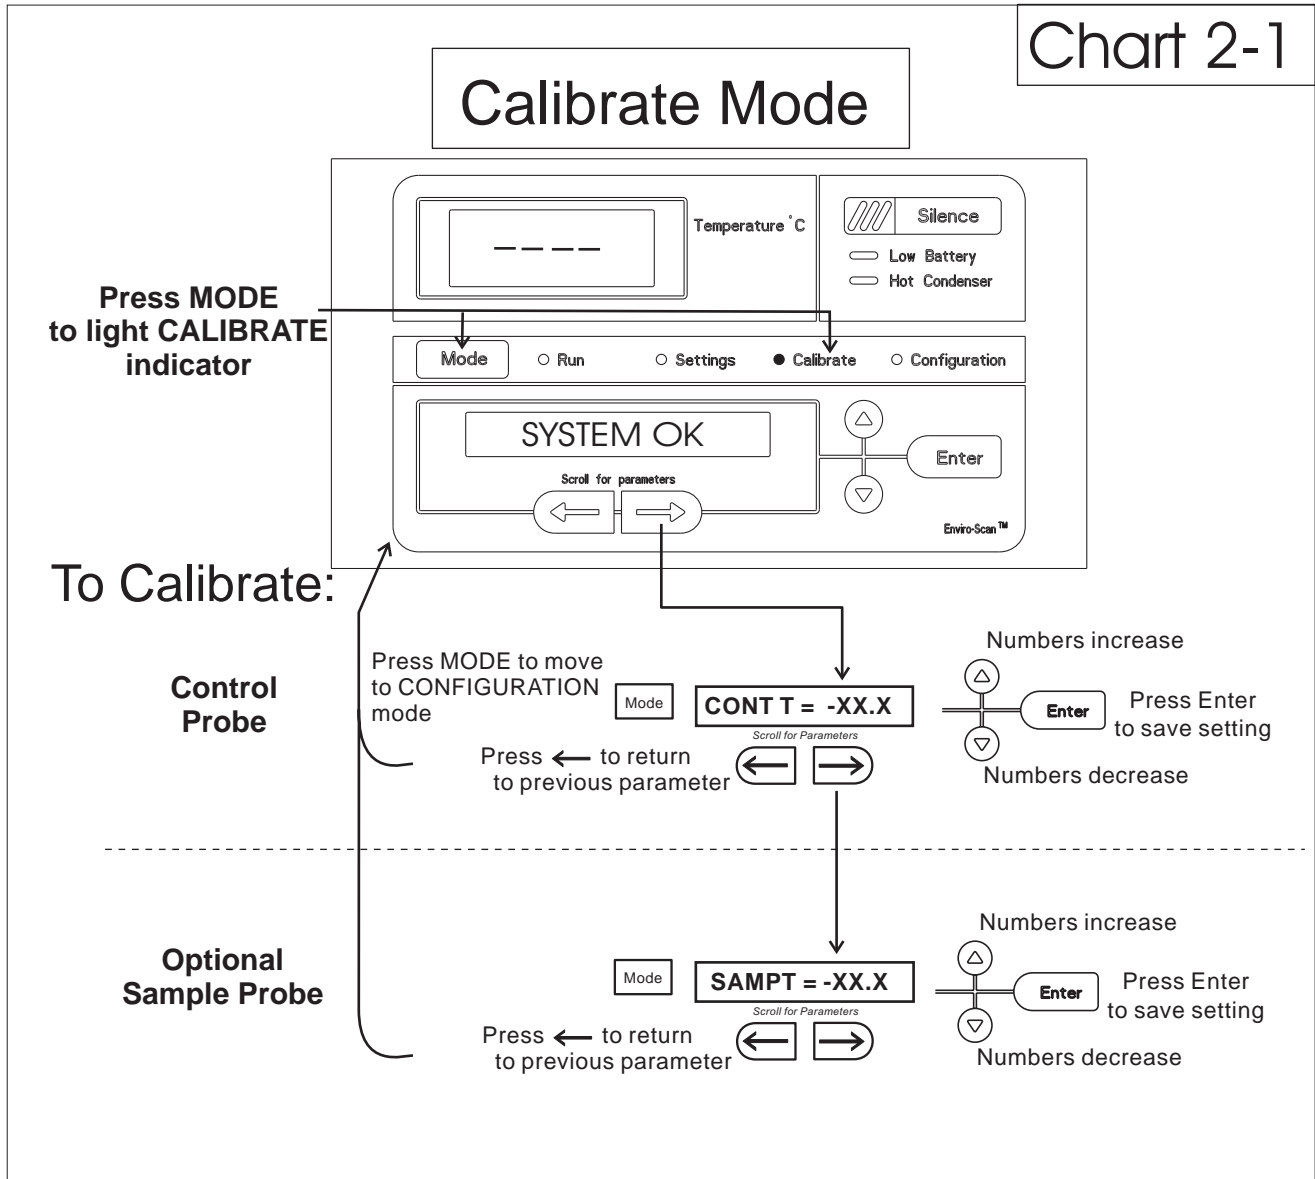 Chart 2-1
Calibrate Mode
Temperature °C
Silence
Low Battery
Hot Condenser
Press MODE
to light CALIBRATE
indicator
Mode
Run
Settings
Calibrate
Configuration
SYSTEM OK
Scroll for parameters
Enter
Enviro-Scan™
To Calibrate:
Control
Probe
Press MODE to move
to CONFIGURATION
mode
Mode
CONT T = -XX.X
Scroll for Parameters
Press ← to return
to previous parameter
Numbers increase
Enter
Press Enter
to save setting
Numbers decrease
Optional
Sample Probe
Mode
SAMPT = -XX.X
Scroll for Parameters
Press ← to return
to previous parameter
Numbers increase
Enter
Press Enter
to save setting
Numbers decrease